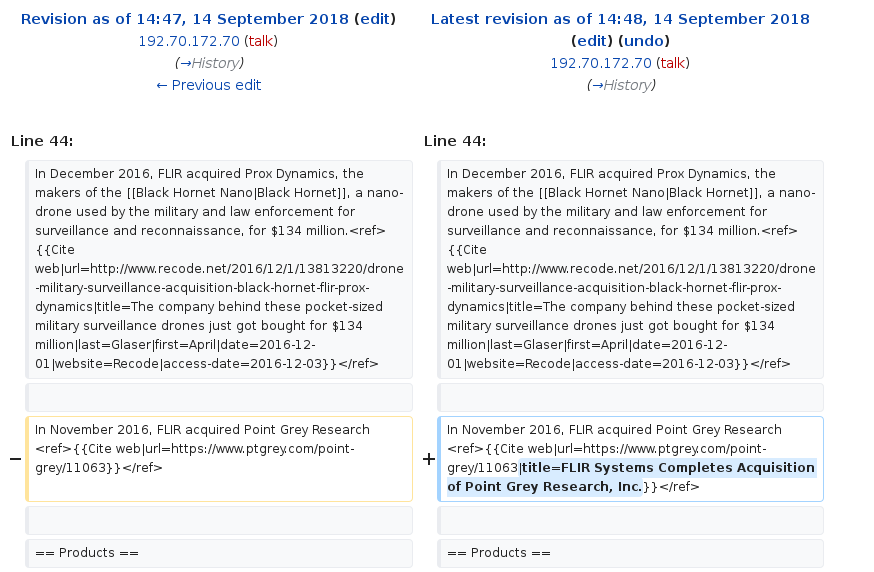 Revision as of 14:47, 14 September 2018 (edit)
192.70.172.70 (talk)
(→History)
← Previous edit
Latest revision as of 14:48, 14 September 2018
(edit) (undo)
192.70.172.70 (talk)
(→History)
Line 44:
Line 44:
In December 2016, FLIR acquired Prox Dynamics, the
makers of the [[Black Hornet Nano|Black Hornet]], a nano-
drone used by the military and law enforcement for
surveillance and reconnaissance, for $134 million.<ref>
{{Cite
web|url=http://www.recode.net/2016/12/1/13813220/drone
-military-surveillance-acquisition-black-hornet-flir-prox-
dynamics|title=The company behind these pocket-sized
military surveillance drones just got bought for $134
million|last=Glaser|first=April|date=2016-12-
01|website=Recode|access-date=2016-12-03}}</ref>
In December 2016, FLIR acquired Prox Dynamics, the
makers of the [[Black Hornet Nano|Black Hornet]], a nano-
drone used by the military and law enforcement for
surveillance and reconnaissance, for $134 million.<ref>
{{Cite
web|url=http://www.recode.net/2016/12/1/13813220/drone
-military-surveillance-acquisition-black-hornet-flir-prox-
dynamics|title=The company behind these pocket-sized
military surveillance drones just got bought for $134
million|last=Glaser|first=April|date=2016-12-
01|website=Recode|access-date=2016-12-03}}</ref>
−
In November 2016, FLIR acquired Point Grey Research
<ref>{{Cite web|url=https://www.ptgrey.com/point-
grey/11063}}</ref>
+
In November 2016, FLIR acquired Point Grey Research
<ref>{{Cite web|url=https://www.ptgrey.com/point-
grey/11063|title=FLIR Systems Completes Acquisition
of Point Grey Research, Inc.}}</ref>
== Products ==
== Products ==